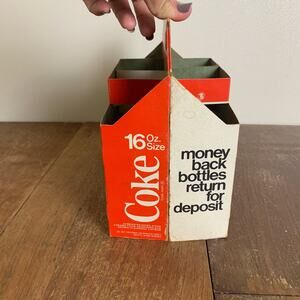 16 Oz.
Size
Coke
money
back
bottles
return
for
deposit